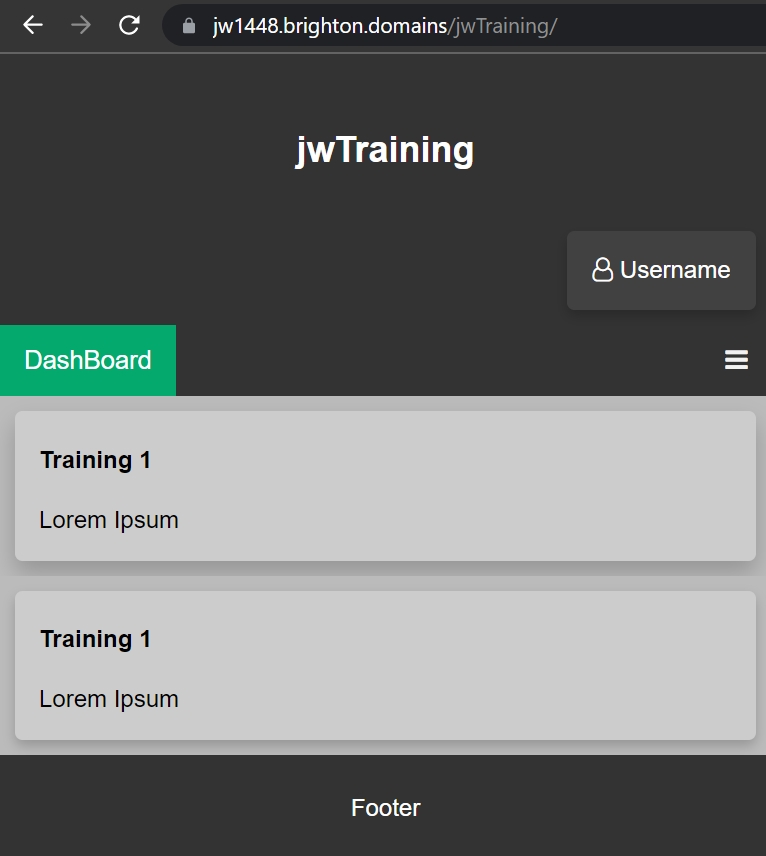 jw1448.brighton.domains/jwTraining/
jwTraining
Username
DashBoard
Training 1
Lorem Ipsum
Training 1
Lorem Ipsum
Footer